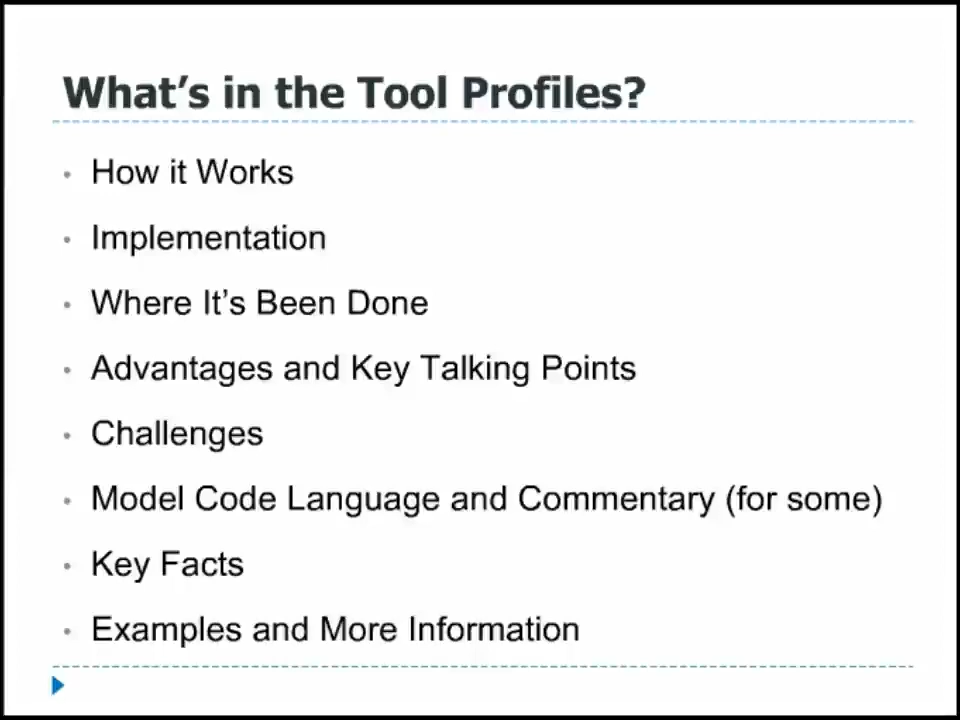 What’s in the Tool Profiles?
• How it Works
• Implementation
• Where It’s Been Done
• Advantages and Key Talking Points
• Challenges
• Model Code Language and Commentary (for some)
• Key Facts
• Examples and More Information